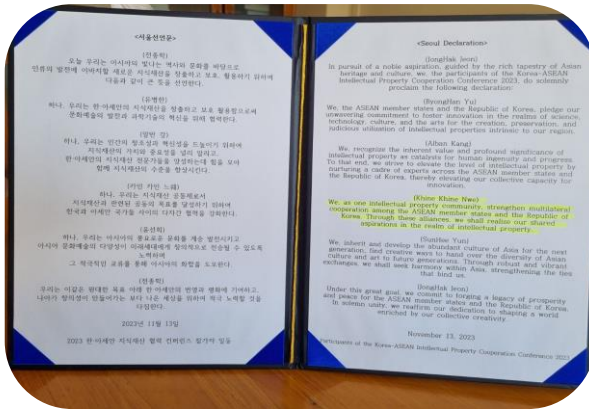 <서울선언문>
(전종학)
오늘 우리는 아시아의 빛나는 역사와 문화를 바탕으로
인류의 발전에 이바지할 새로운 지식재산을 창출하고 보호, 활용하기 위하여
다음과 같이 큰 뜻을 선언한다.
(유병한)
하나. 우리는 한·아세안의 지식재산을 창출하고 보호 활용함으로써
문화예술의 발전과 과학기술의 혁신을 위해 협력한다.
(알반 강)
하나. 우리는 인간의 창조성과 혁신성을 드높이기 위하여
지식재산의 가치와 중요성을 널리 알리고,
한·아세안의 지식재산 전문가들을 양성하는데 힘을 모아
함께 지식재산의 수준을 향상시킨다.
(카인 카인 느웨)
하나. 우리는 지식재산 공동체로서
지식재산과 관련된 공동의 목표를 달성하기 위하여
한국과 아세안 국가들 사이의 다자간 협력을 강화한다.
(윤선희)
하나. 우리는 아시아의 풍요로운 문화를 계승 발전시키고
아시아 문화예술의 다양성이 미래세대에게 창의적으로 전승될 수 있도록
노력하며
그 적극적인 교류를 통해 아시아의 화합을 도모한다.
(전종학)
우리는 이같은 원대한 목표 아래 한·아세안의 번영과 평화에 기여하고,
나아가 창의성이 만들어가는 보다 나은 세상을 위하여 적극 노력할 것을
다짐한다.
2023년 11월 13일
2023 한·아세안 지식재산 협력 컨퍼런스 참가자 일동
<Seoul Declaration>
(JongHak Jeon)
In pursuit of a noble aspiration, guided by the rich tapestry of Asian
heritage and culture, we, the participants of the Korea-ASEAN
Intellectual Property Cooperation Conference 2023, do solemnly
proclaim the following declaration:
(ByungHan Yu)
We, the ASEAN member states and the Republic of Korea, pledge our
unwavering commitment to foster innovation in the realms of science,
technology, culture, and the arts for the creation, preservation, and
judicious utilization of intellectual properties intrinsic to our region.
(Alban Kang)
We, recognize the inherent value and profound significance of
intellectual property as catalysts for human ingenuity and progress.
To that end, we strive to elevate the level of intellectual property by
nurturing a cadre of experts across the ASEAN member states and
the Republic of Korea, thereby elevating our collective capacity for
innovation.
(Khine Khine Nwe)
We, as one intellectual property community, strengthen multilateral
cooperation among the ASEAN member states and the Republic of
Korea. Through these alliances, we shall realize our shared
aspirations in the realm of intellectual property.
(SunHee Yun)
We, inherit and develop the abundant culture of Asia for the next
generation, find creative ways to hand over the diversity of Asian
culture and art to future generations. Through robust and vibrant
exchanges, we shall seek harmony within Asia, strengthening the ties
that bind us.
(JongHak Jeon)
Under this great goal, we consent to forging a legacy of prosperity
and peace for the ASEAN member states and the Republic of Korea.
In solemn unity, we reaffirm our dedication to shaping a world
enriched by our collective creativity.
November 13, 2023
Participants of the Korea-ASEAN Intellectual Property Cooperation Conference 2023